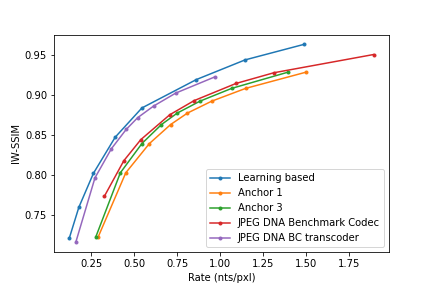 0.95
0.90
0.85
0.80
0.75
IW-SSIM
Learning based
Anchor 1
Anchor 3
JPEG DNA Benchmark Codec
JPEG DNA BC transcoder
0.25 0.50 0.75 1.00 1.25 1.50 1.75
Rate (nts/pxl)